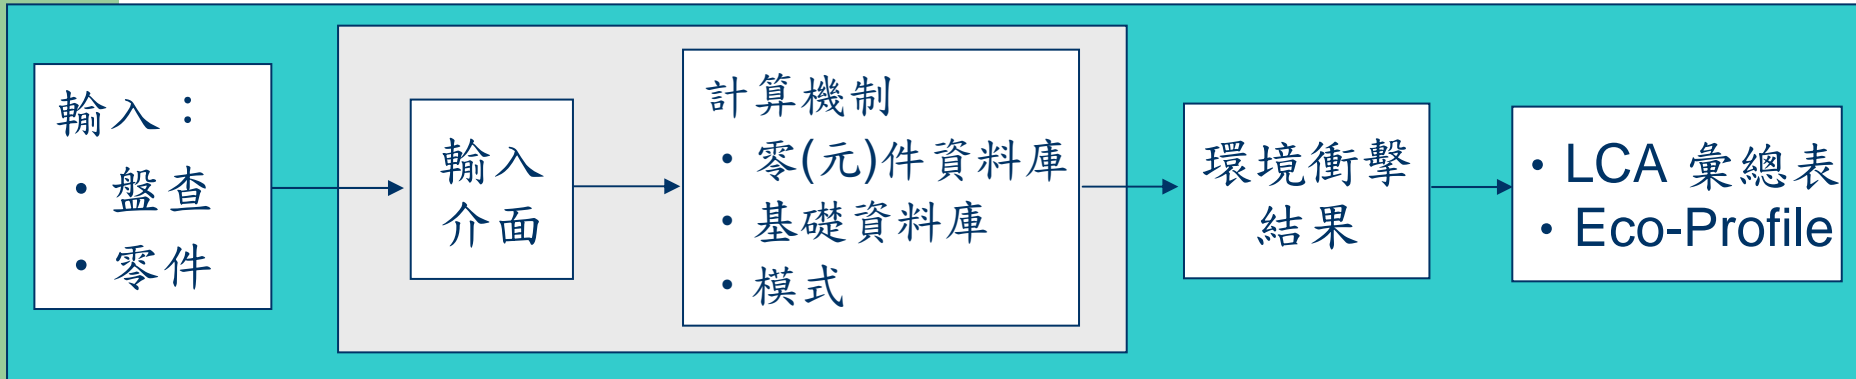 輸入：
・盤查
・零件
輸入
介面
計算機制
・零(元)件資料庫
・基礎資料庫
・模式
環境衝擊
結果
・LCA 彙總表
・Eco-Profile